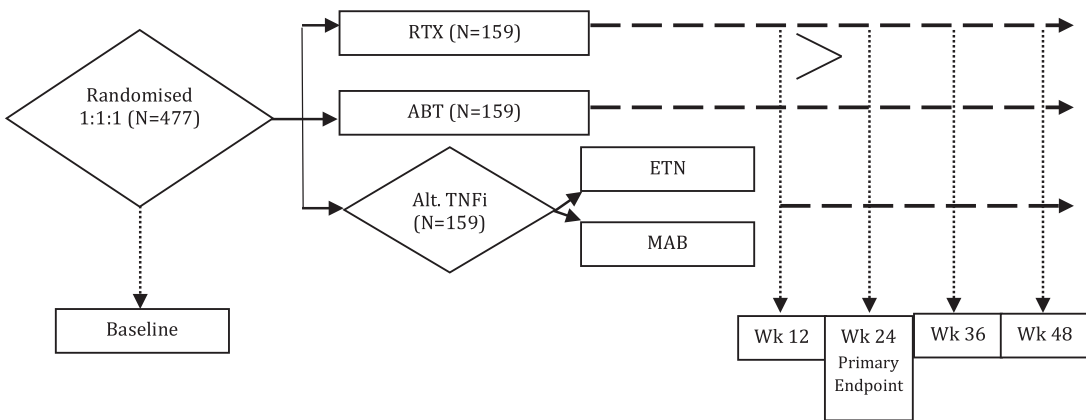 Randomised
1:1:1 (N=477)
Baseline
RTX (N=159)
ABT (N=159)
Alt. TNFi
(N=159)
ETN
MAB
Wk 12
Wk 24
Primary
Endpoint
Wk 36
Wk 48